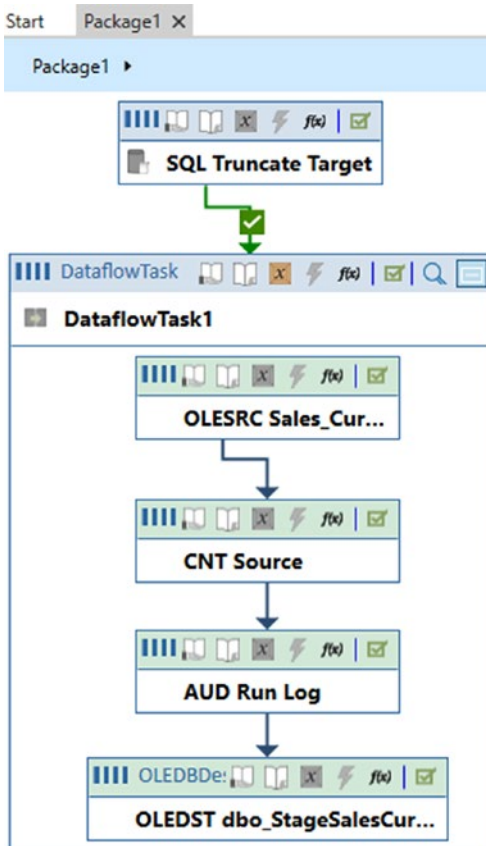 Start Package1 ×
Package1
x f(x)
SQL Truncate Target
DataflowTask x f(x)
DataflowTask1
x f(x)
OLESRC Sales_Cur...
x f(x)
CNT Source
x f(x)
AUD Run Log
OLEDBDe: x f(x)
OLEDST dbo_StageSalesCur...